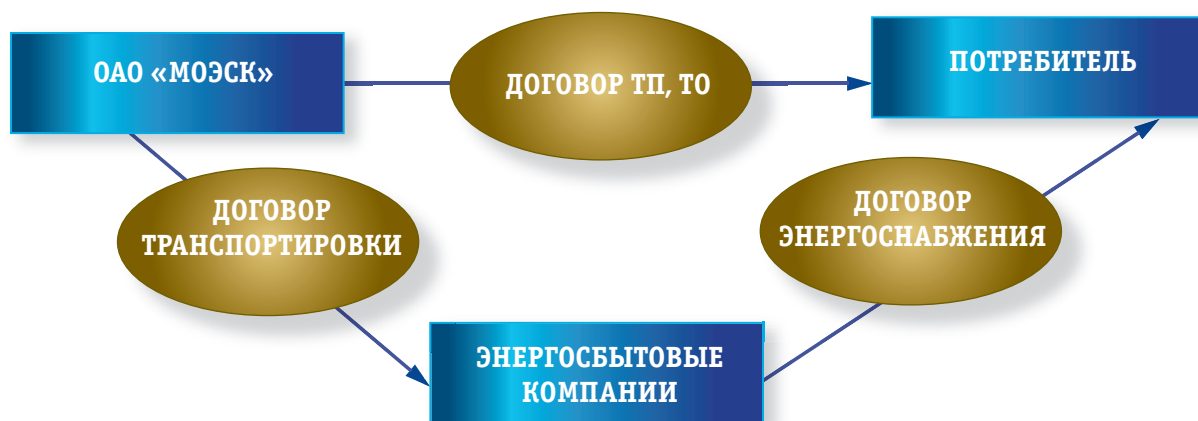 ОАО «МОЭСК»
ДОГОВОР ТП, ТО
ПОТРЕБИТЕЛЬ
ДОГОВОР
ТРАНСПОРТИРОВКИ
ДОГОВОР
ЭНЕРГОСНАБЖЕНИЯ
ЭНЕРГОСБЫТОВЫЕ
КОМПАНИИ